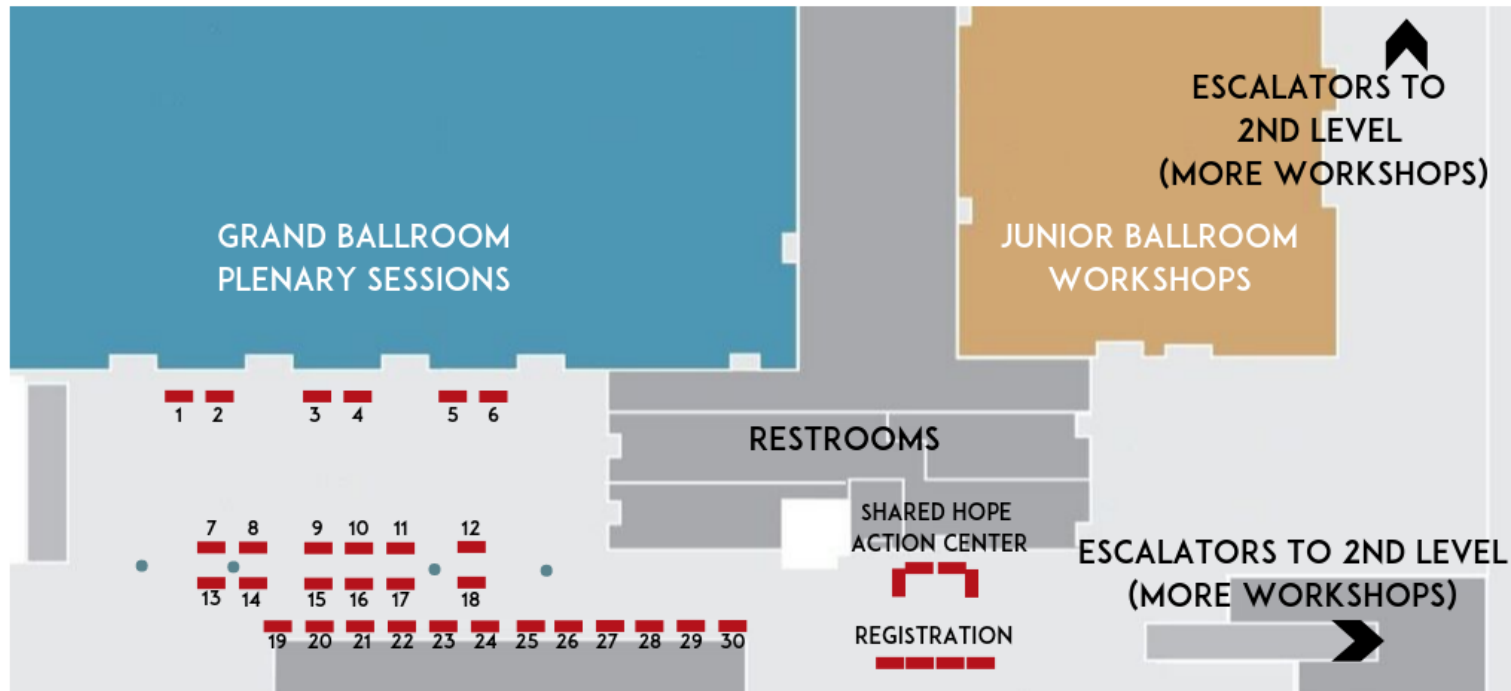 ESCALATORS TO
2ND LEVEL
(MORE WORKSHOPS)
GRAND BALLROOM
PLENARY SESSIONS
JUNIOR BALLROOM
WORKSHOPS
1 2 3 4 5 6
RESTROOMS
SHARED HOPE
ACTION CENTER
ESCALATORS TO 2ND LEVEL
(MORE WORKSHOPS)
7 8 9 10 11 12
13 14 15 16 17 18
19 20 21 22 23 24 25 26 27 28 29 30
REGISTRATION